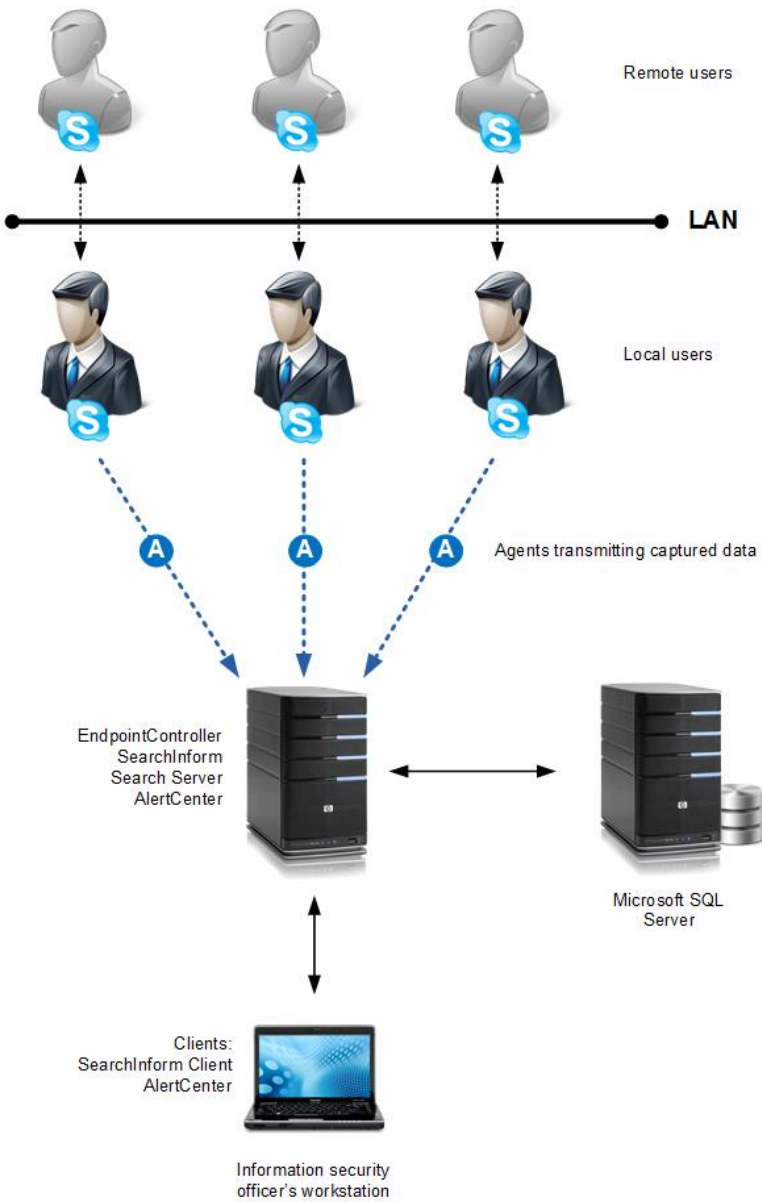 Remote users
S
S
S
LAN
Local users
S
S
S
A
A
A
Agents transmitting captured data
EndpointController
SearchInform
Search Server
AlertCenter
Microsoft SQL
Server
Clients:
SearchInform Client
AlertCenter
Information security
officer's workstation